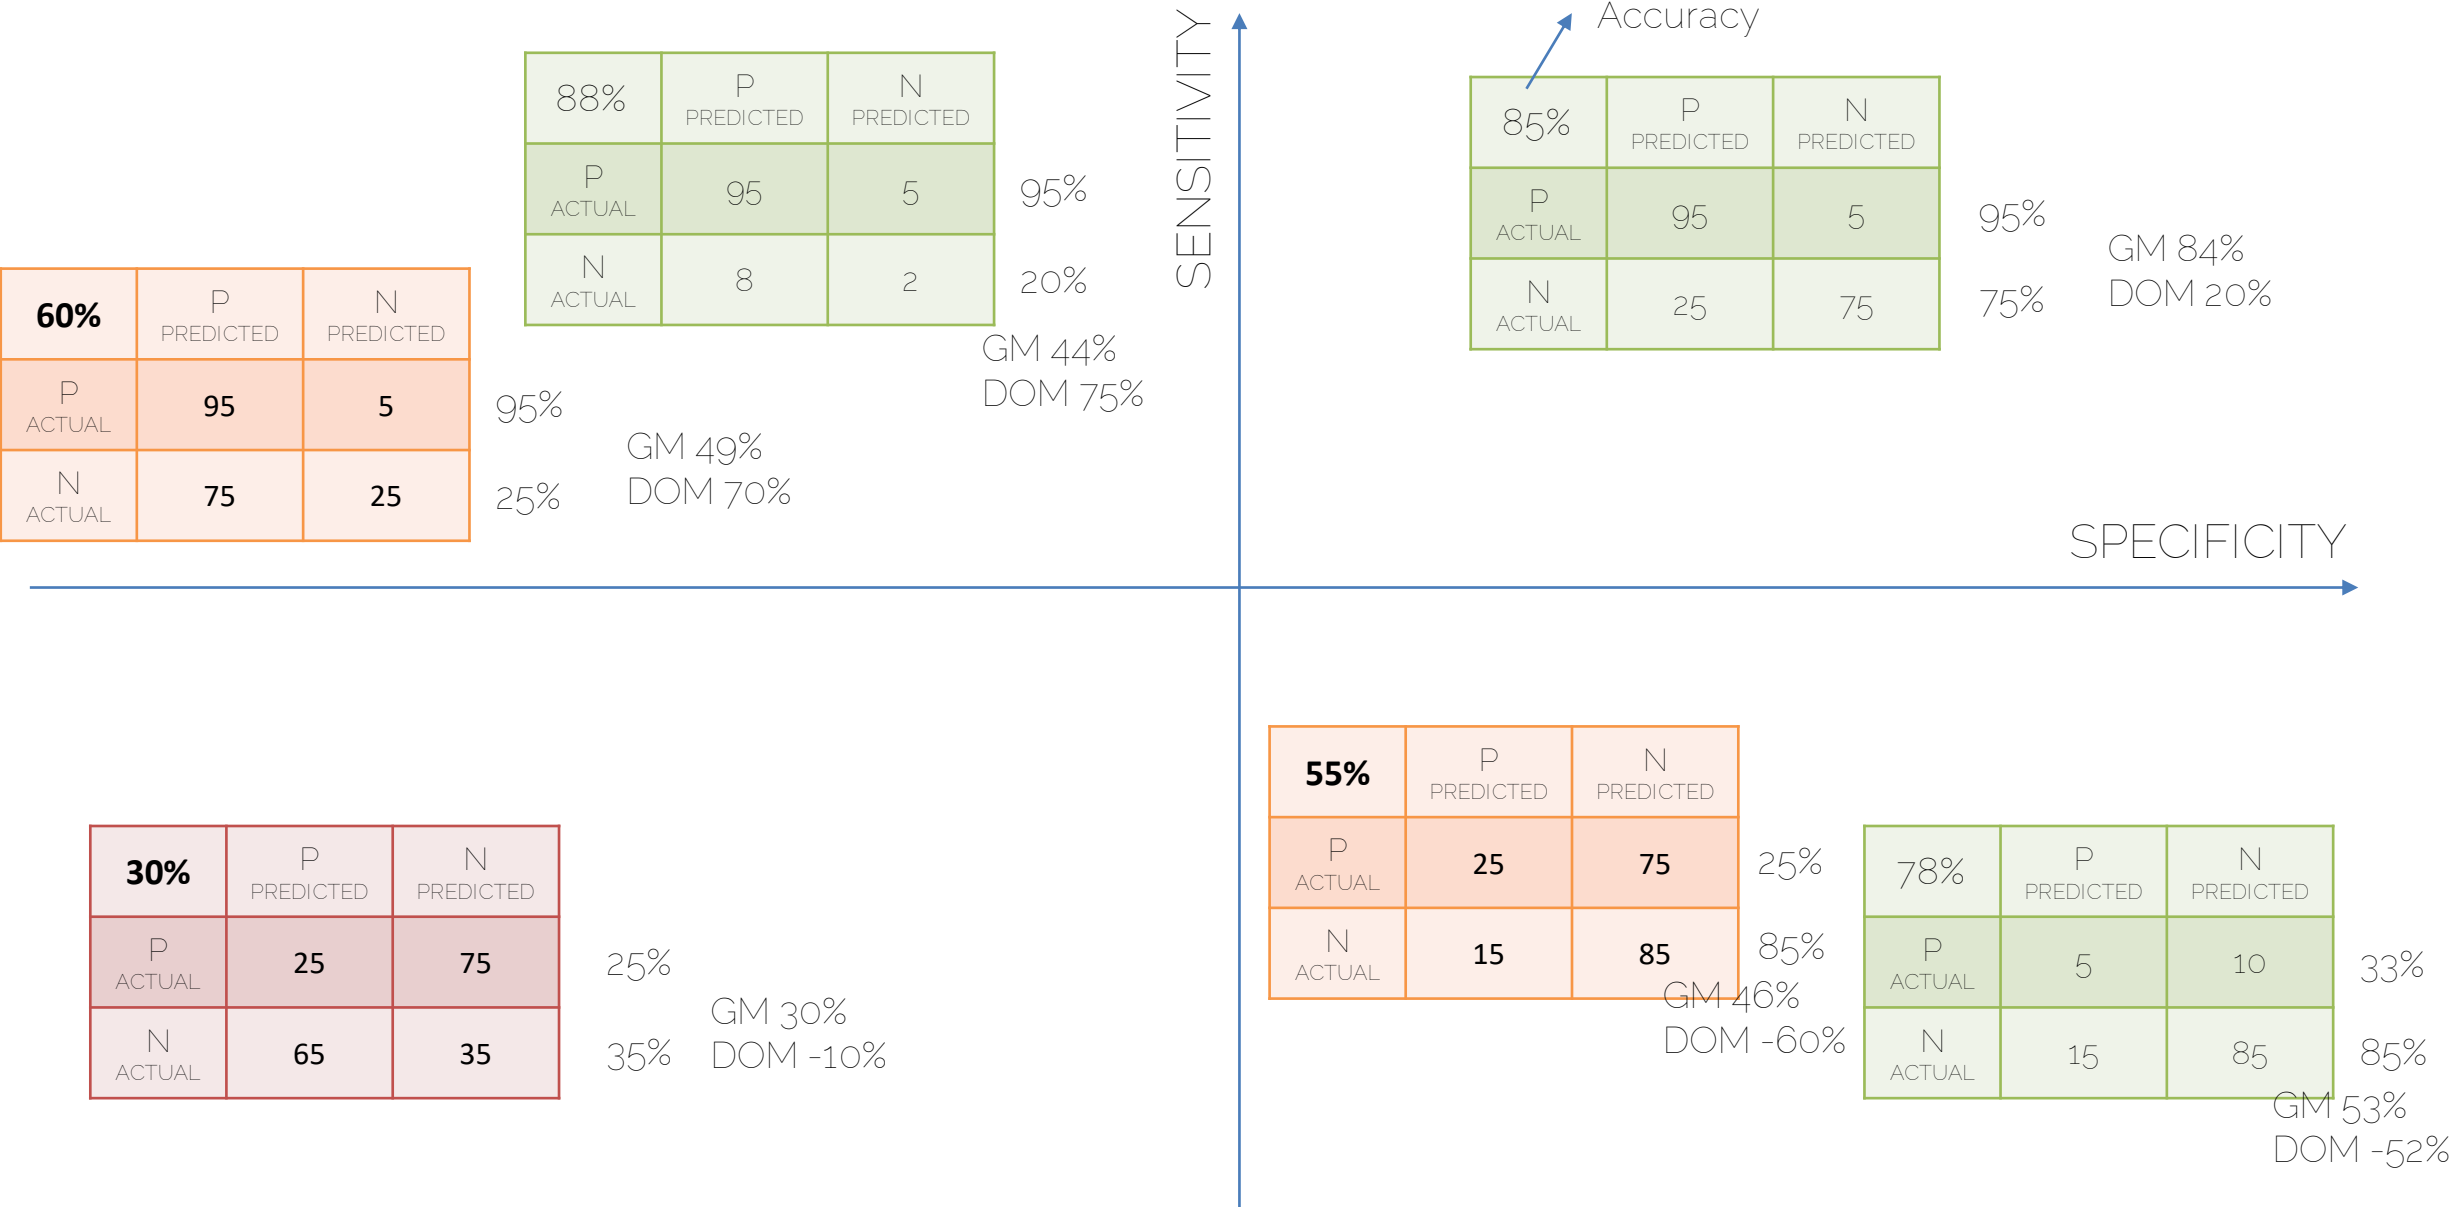 SENSITIVITY
Accuracy
88%
P
PREDICTED
N
PREDICTED
P
ACTUAL
95
5
95%
N
ACTUAL
8
2
20%
GM 44%
DOM 75%
85%
P
PREDICTED
N
PREDICTED
P
ACTUAL
95
5
95%
N
ACTUAL
25
75
75%
GM 84%
DOM 20%
60%
P
PREDICTED
N
PREDICTED
P
ACTUAL
95
5
95%
N
ACTUAL
75
25
25%
GM 49%
DOM 70%
SPECIFICITY
30%
P
PREDICTED
N
PREDICTED
P
ACTUAL
25
75
25%
N
ACTUAL
65
35
35%
GM 30%
DOM -10%
55%
P
PREDICTED
N
PREDICTED
P
ACTUAL
25
75
25%
N
ACTUAL
15
85
85%
GM 46%
DOM -60%
78%
P
PREDICTED
N
PREDICTED
P
ACTUAL
5
10
33%
N
ACTUAL
15
85
85%
GM 53%
DOM -52%